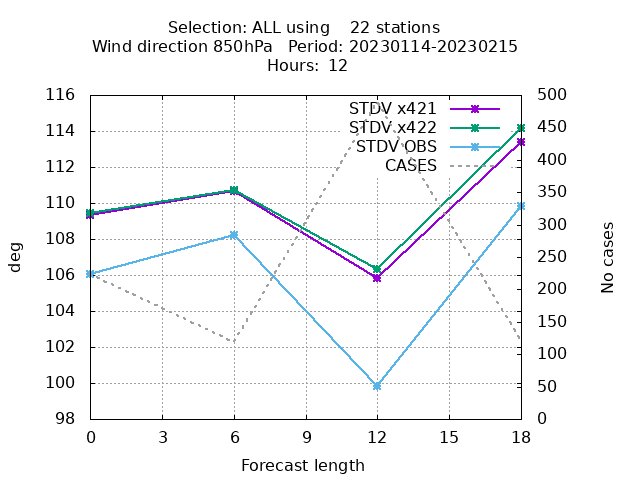 Selection: ALL using    22 stations
Wind direction 850hPa   Period: 20230114-20230215
Hours: 12
116 500
STDV x421
114 450
STDV x422
STDV OBS
112 400
CASES
110 350
108 300
deg
106 250
No cases
104 200
102 150
100 100
50
98 0
0 3 6 9 12 15 18
Forecast length